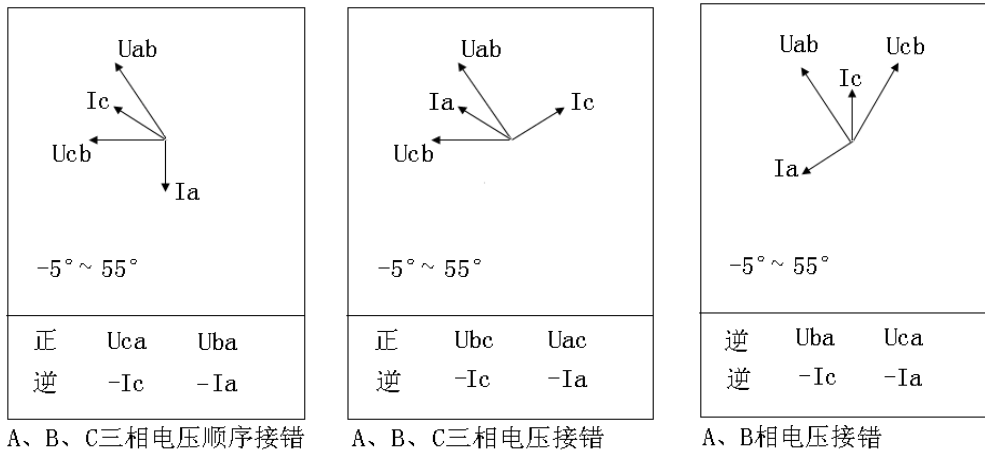 Uab
Ic
Ucb
Ia
-5°~ 55°
正 Uca Uba
逆 -Ic -Ia
A、B、C三相电压顺序接错
Uab
Ia
Ic
Ucb
-5°~ 55°
正 Ubc Uac
逆 -Ic -Ia
A、B、C三相电压接错
Uab
Ucb
Ic
Ia
-5°~ 55°
逆 Uba Uca
逆 -Ic -Ia
A、B相电压接错